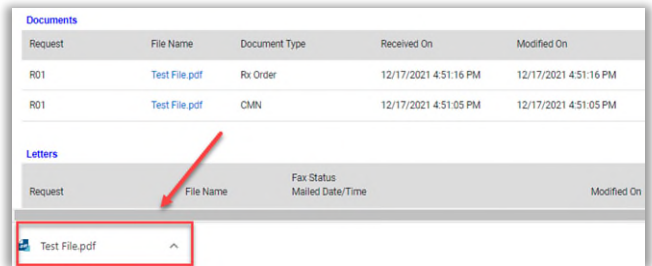 Documents
Request File Name Document Type Received On Modified On
R01 Test File.pdf Rx Order 12/17/2021 4:51:16 PM 12/17/2021 4:51:16 PM
R01 Test File.pdf CMN 12/17/2021 4:51:05 PM 12/17/2021 4:51:05 PM
Letters
Fax Status
Request File Name Mailed Date/Time Modified On
Test File.pdf